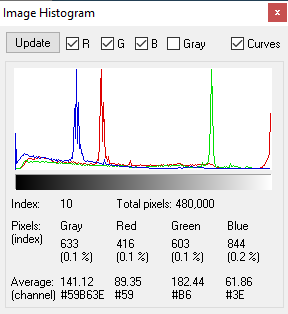 Image Histogram
Update R G B Gray Curves
Index: 10 Total pixels: 480,000
Pixels: Gray Red Green Blue
(index)
633 416 603 844
(0.1 %) (0.1 %) (0.1 %) (0.2 %)
Average: 141.12 89.35 182.44 61.86
(channel) #59B63E #59 #B6 #3E